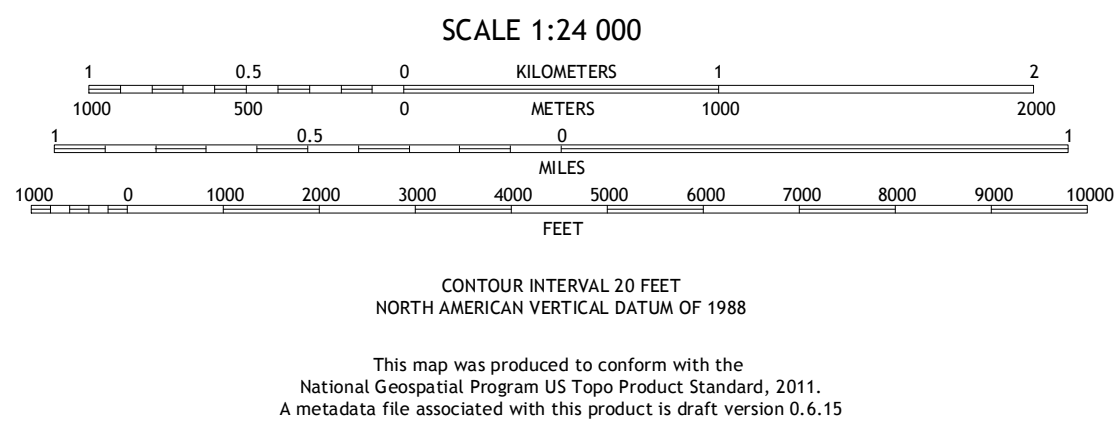 SCALE 1:24 000
1 0.5 0 KILOMETERS 1 2
1000 500 0 METERS 1000 2000
1 0.5 0 1
MILES
1000 0 1000 2000 3000 4000 5000 6000 7000 8000 9000 10000
FEET
CONTOUR INTERVAL 20 FEET
NORTH AMERICAN VERTICAL DATUM OF 1988
This map was produced to conform with the
National Geospatial Program US Topo Product Standard, 2011.
A metadata file associated with this product is draft version 0.6.15